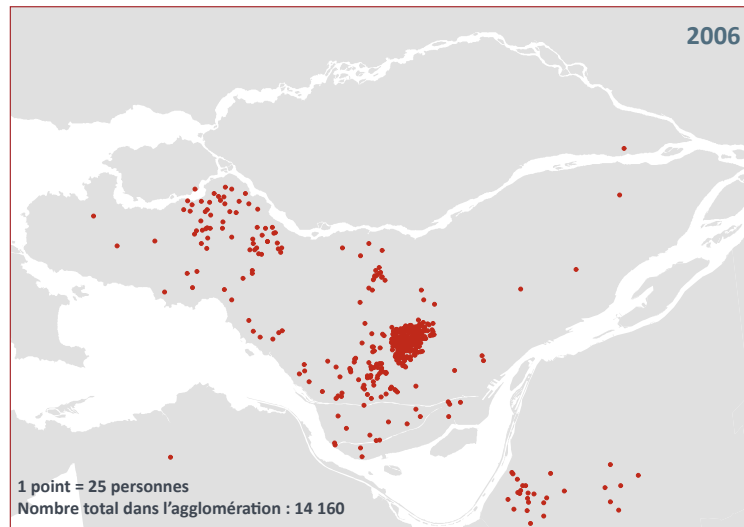 2006
1 point = 25 personnes
Nombre total dans l'agglomération : 14 160